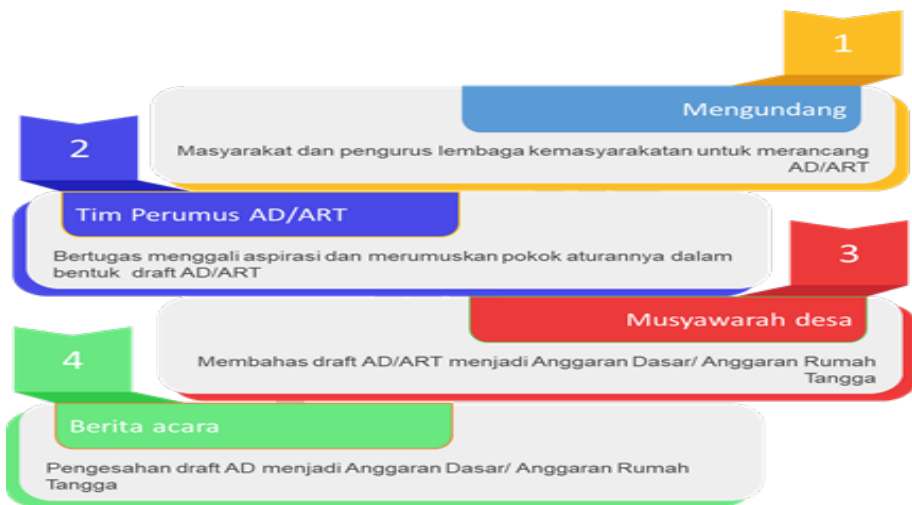 1
Mengundang
Masyarakat dan pengurus lembaga kemasyarakatan untuk merancang
AD/ART
2
Tim Perumus AD/ART
Bertugas menggali aspirasi dan merumuskan pokok aturannya dalam
bentuk draft AD/ART
3
Musyawarah desa
Membahas draft AD/ART menjadi Anggaran Dasar/ Anggaran Rumah
Tangga
4
Berita acara
Pengesahan draft AD menjadi Anggaran Dasar/ Anggaran Rumah
Tangga